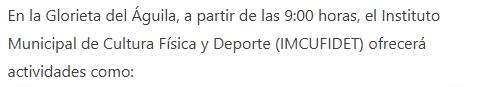 En la Glorieta del Águila, a partir de las 9:00 horas, el Instituto
Municipal de Cultura Física y Deporte (IMCUFIDET) ofrecerá
actividades como: